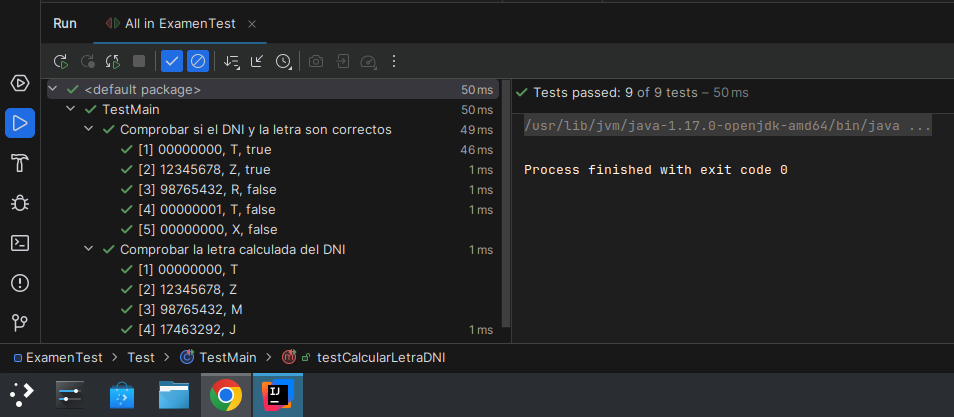 Run All in ExamenTest
<default package> 50 ms
TestMain 50 ms
Comprobar si el DNI y la letra son correctos 49 ms
[1] 00000000, T, true 46 ms
[2] 12345678, Z, true 1 ms
[3] 98765432, R, false 1 ms
[4] 00000001, T, false 1 ms
[5] 00000000, X, false
Comprobar la letra calculada del DNI 1 ms
[1] 00000000, T
[2] 12345678, Z
[3] 98765432, M
[4] 17463292, J 1 ms
Tests passed: 9 of 9 tests – 50 ms
/usr/lib/jvm/java-1.17.0-openjdk-amd64/bin/java ...
Process finished with exit code 0
ExamenTest > Test > TestMain > testCalcularLetraDNI